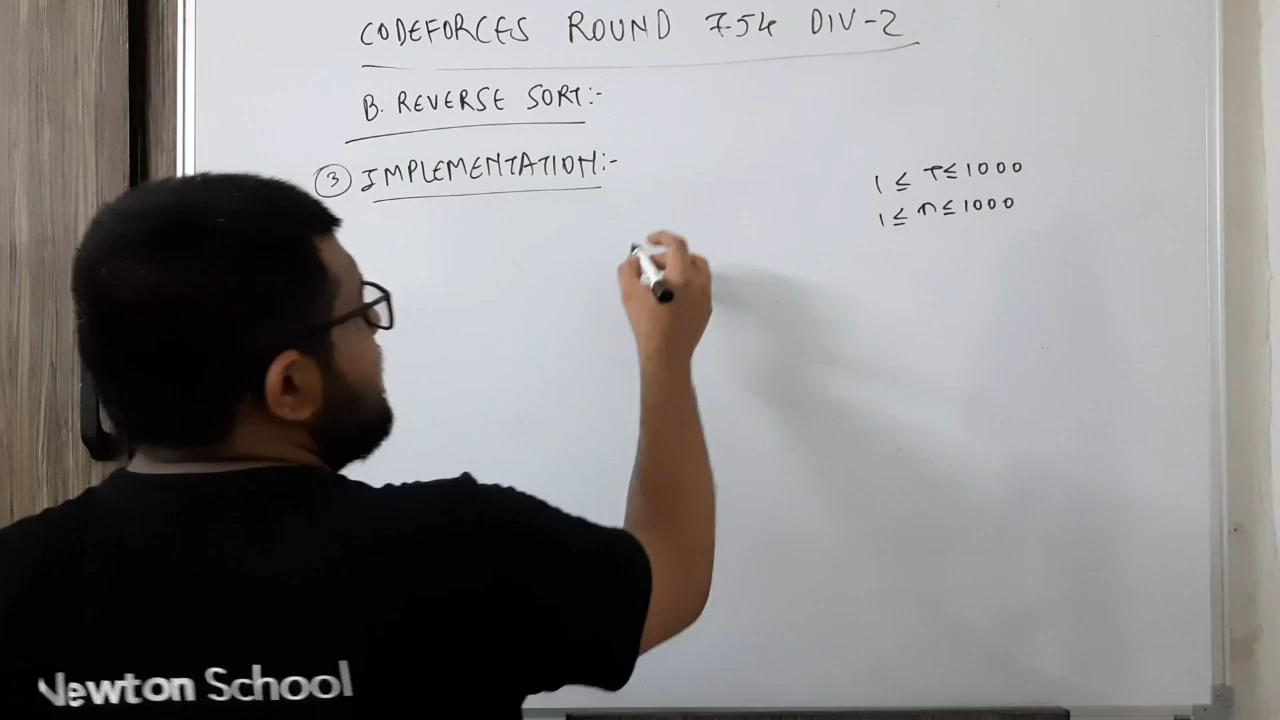 CODEFORCES ROUND 754 DIV-2
B. REVERSE SORT:-
3 IMPLEMENTATION:-
1 ≤ T ≤ 1000
1 ≤ n ≤ 1000
Newton School